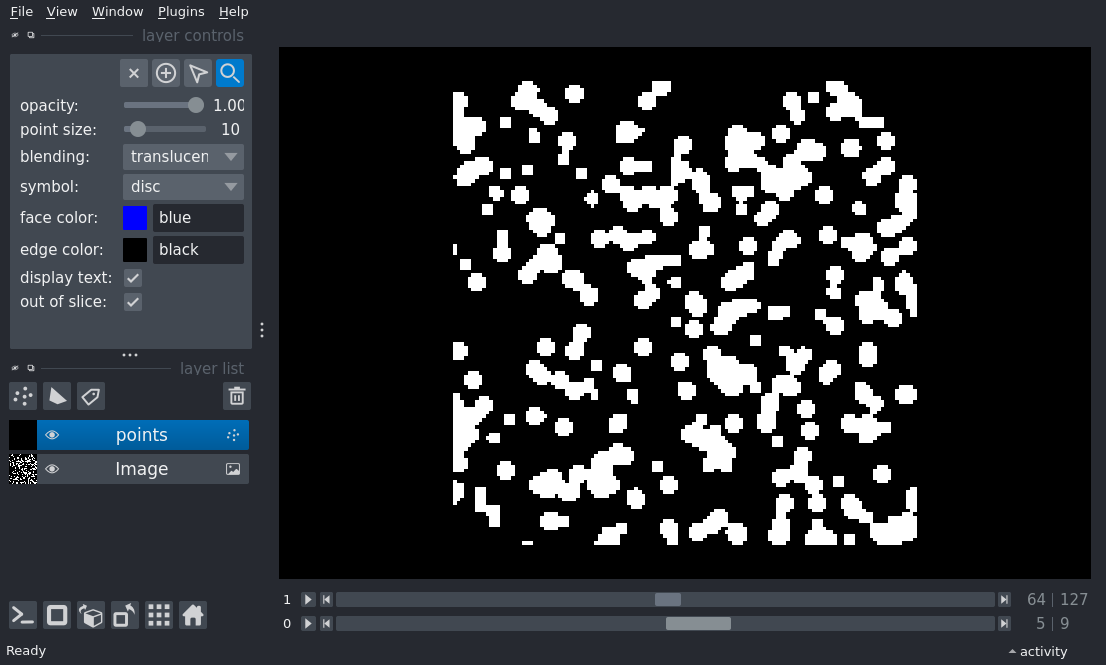 File View Window Plugins Help
layer controls
opacity: 1.00
point size: 10
blending: translucen
symbol: disc
face color: blue
edge color: black
display text:
out of slice:
layer list
points
Image
1 64 | 127
0 5 | 9
Ready activity